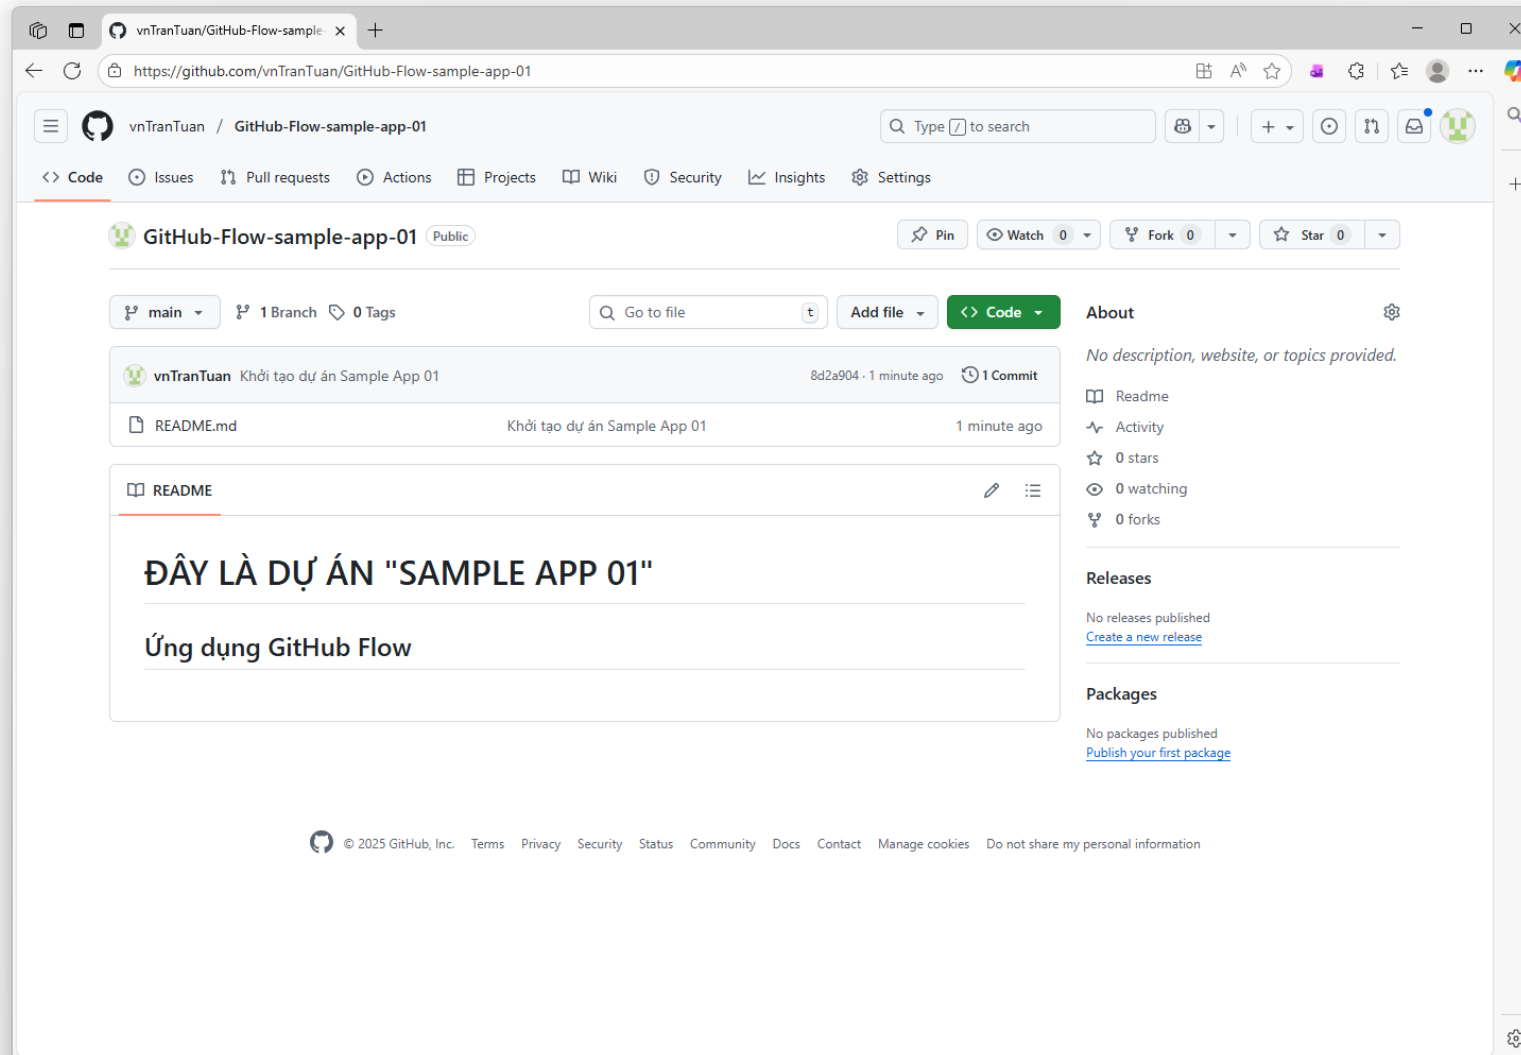 vnTranTuan/GitHub-Flow-sample-
https://github.com/vnTranTuan/GitHub-Flow-sample-app-01
vnTranTuan / GitHub-Flow-sample-app-01
Type / to search
Code Issues Pull requests Actions Projects Wiki Security Insights Settings
GitHub-Flow-sample-app-01 Public
Pin Watch 0 Fork 0 Star 0
main 1 Branch 0 Tags Go to file t Add file Code
vnTranTuan Khởi tạo dự án Sample App 01 8d2a904 · 1 minute ago 1 Commit
README.md Khởi tạo dự án Sample App 01 1 minute ago
README
ĐÂY LÀ DỰ ÁN "SAMPLE APP 01"
Ứng dụng GitHub Flow
About
No description, website, or topics provided.
Readme
Activity
0 stars
0 watching
0 forks
Releases
No releases published
Create a new release
Packages
No packages published
Publish your first package
© 2025 GitHub, Inc. Terms Privacy Security Status Community Docs Contact Manage cookies Do not share my personal information